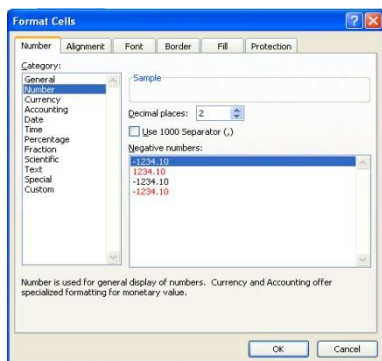 Format Cells
Number Alignment Font Border Fill Protection
Category:
General
Number
Currency
Accounting
Date
Time
Percentage
Fraction
Scientific
Text
Special
Custom
Sample
Decimal places: 2
Use 1000 Separator (,)
Negative numbers:
-1234.10
1234.10
-1234.10
-1234.10
Number is used for general display of numbers. Currency and Accounting offer
specialized formatting for monetary value.
OK Cancel